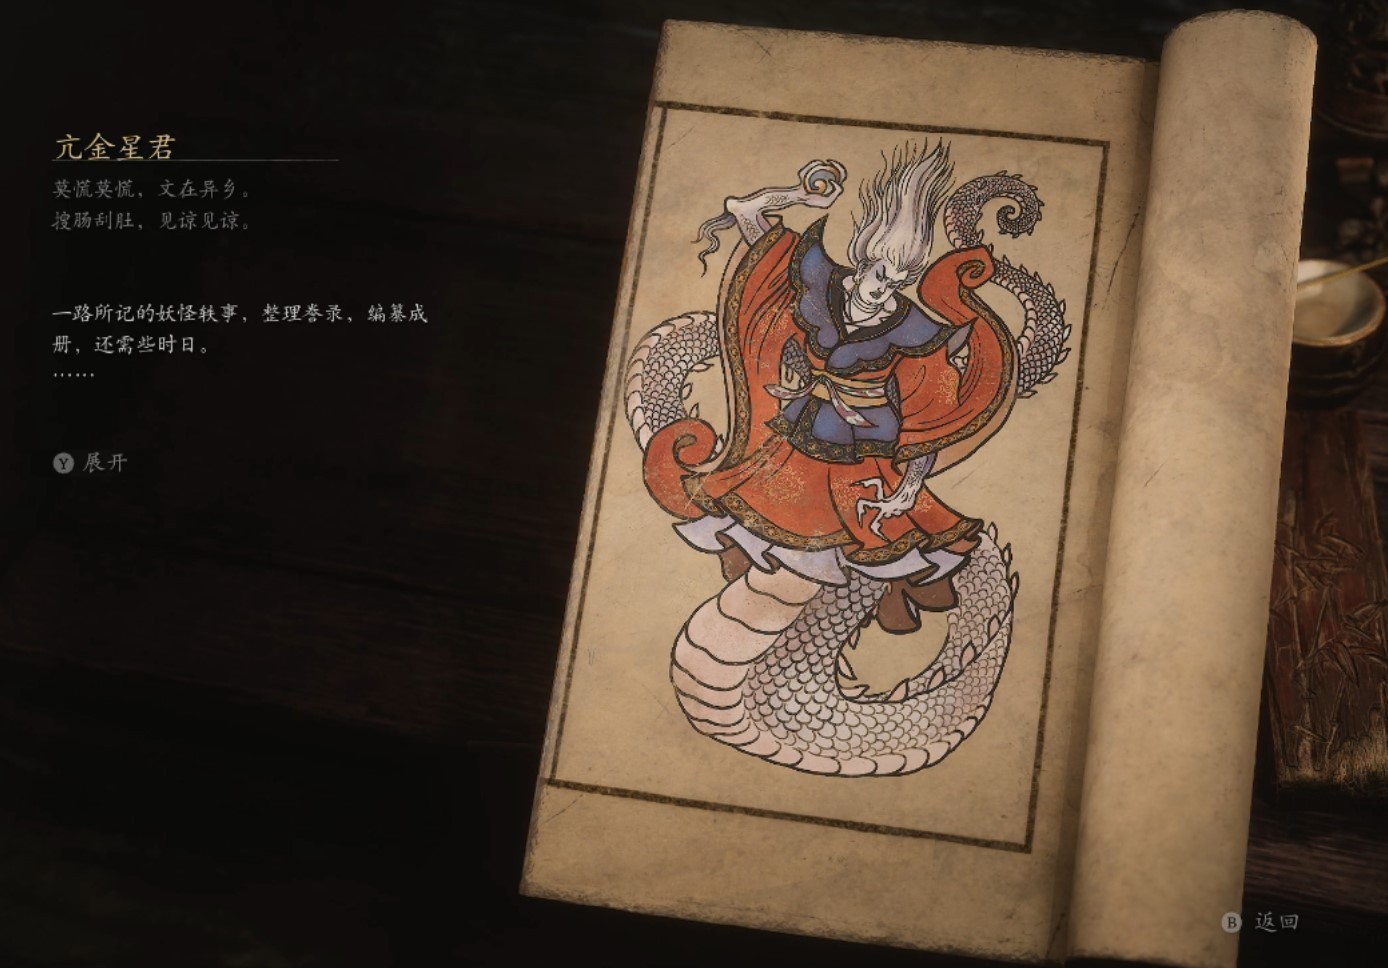 亢金星君
莫慌莫慌，文在异乡。
搜肠刮肚，见谅见谅。
一路所记的妖怪轶事，整理誊录，编纂成
册，还需些时日。
……
Y 展开
B 返回